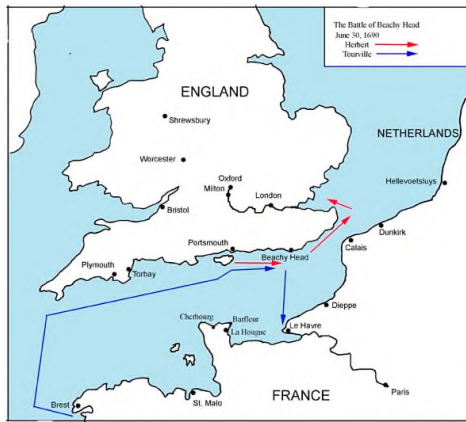 The Battle of Beachy Head
June 30, 1690
Herbert
Tourville
ENGLAND
Shrewsbury
NETHERLANDS
Worcester
Oxford
Milton
Hellevoetsluys
London
Bristol
Dunkirk
Portsmouth
Calais
Beachy Head
Plymouth
Torbay
Dieppe
Cherbourg
Barfleur
La Hougue
Le Havre
Brest
St. Malo
FRANCE
Paris